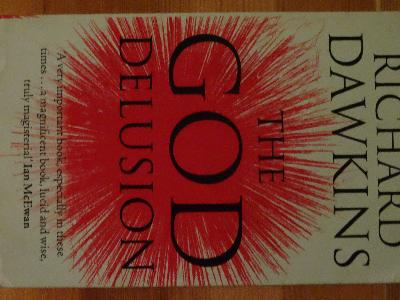 RICHARD
DAWKINS
THE
GOD
DELUSION
'A very important book, especially in these
times ... A magnificent book, lucid and wise,
truly magisterial' Ian McEwan